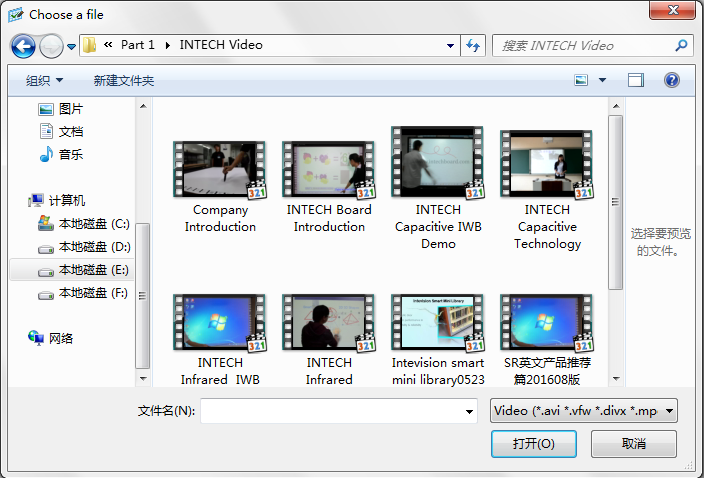 Choose a file
« Part 1 ▸ INTECH Video
搜索 INTECH Video
组织
新建文件夹
图片
文档
音乐
计算机
本地磁盘 (C:)
本地磁盘 (D:)
本地磁盘 (E:)
本地磁盘 (F:)
网络
Company
Introduction
INTECH Board
Introduction
INTECH
Capacitive IWB
Demo
INTECH
Capacitive
Technology
INTECH
Infrared IWB
INTECH
Infrared
Intevision smart
mini library0523
SR英文产品推荐
篇201608版
选择要预览
的文件。
文件名(N):
Video (*.avi *.vfw *.divx *.mp
打开(O)
取消